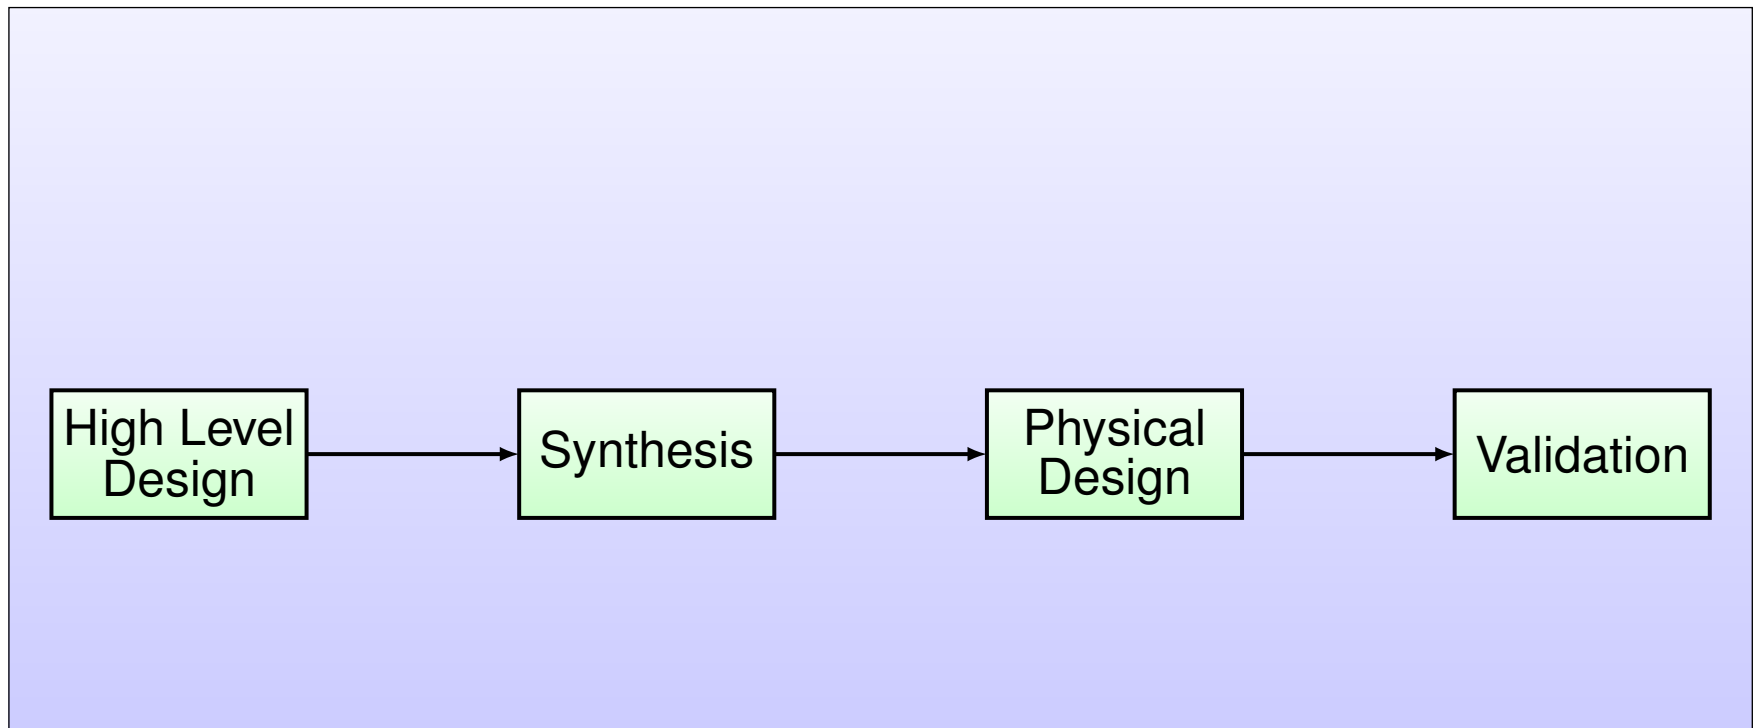 High Level
Design
Synthesis
Physical
Design
Validation